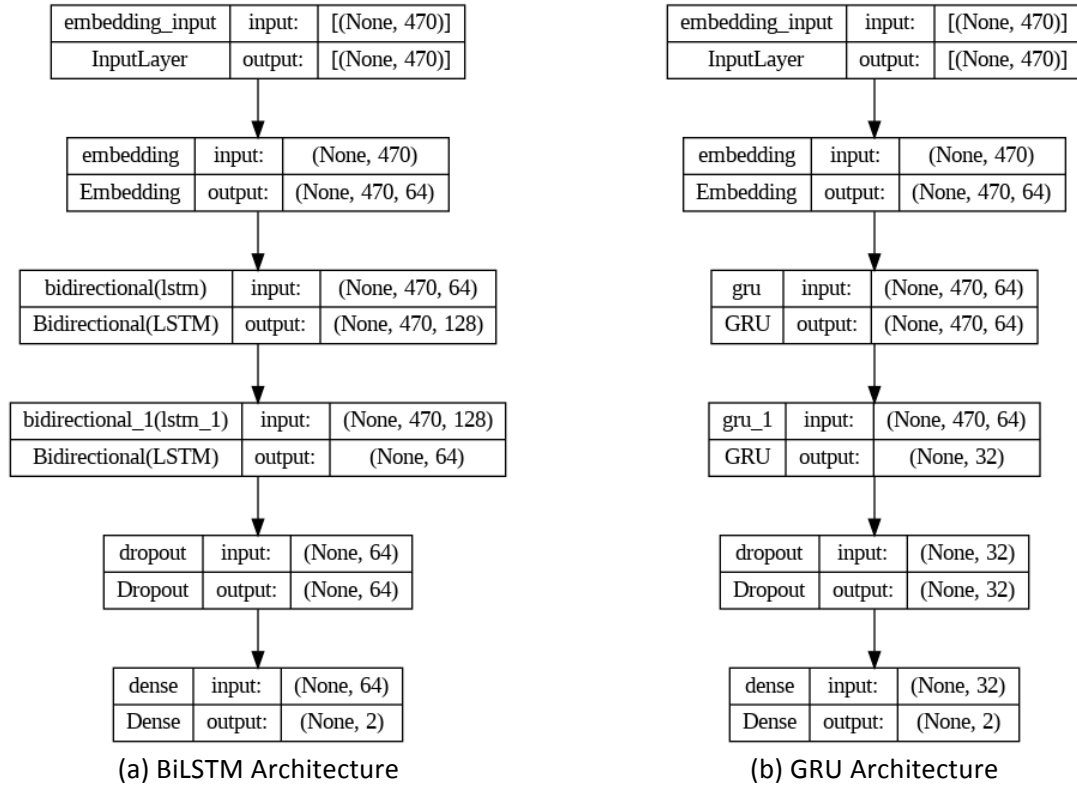 embedding_input input: [(None, 470)]
InputLayer output: [(None, 470)]
embedding input: (None, 470)
Embedding output: (None, 470, 64)
bidirectional(lstm) input: (None, 470, 64)
Bidirectional(LSTM) output: (None, 470, 128)
bidirectional_1(lstm_1) input: (None, 470, 128)
Bidirectional(LSTM) output: (None, 64)
dropout input: (None, 64)
Dropout output: (None, 64)
dense input: (None, 64)
Dense output: (None, 2)
(a) BiLSTM Architecture
embedding_input input: [(None, 470)]
InputLayer output: [(None, 470)]
embedding input: (None, 470)
Embedding output: (None, 470, 64)
gru input: (None, 470, 64)
GRU output: (None, 470, 64)
gru_1 input: (None, 470, 64)
GRU output: (None, 32)
dropout input: (None, 32)
Dropout output: (None, 32)
dense input: (None, 32)
Dense output: (None, 2)
(b) GRU Architecture